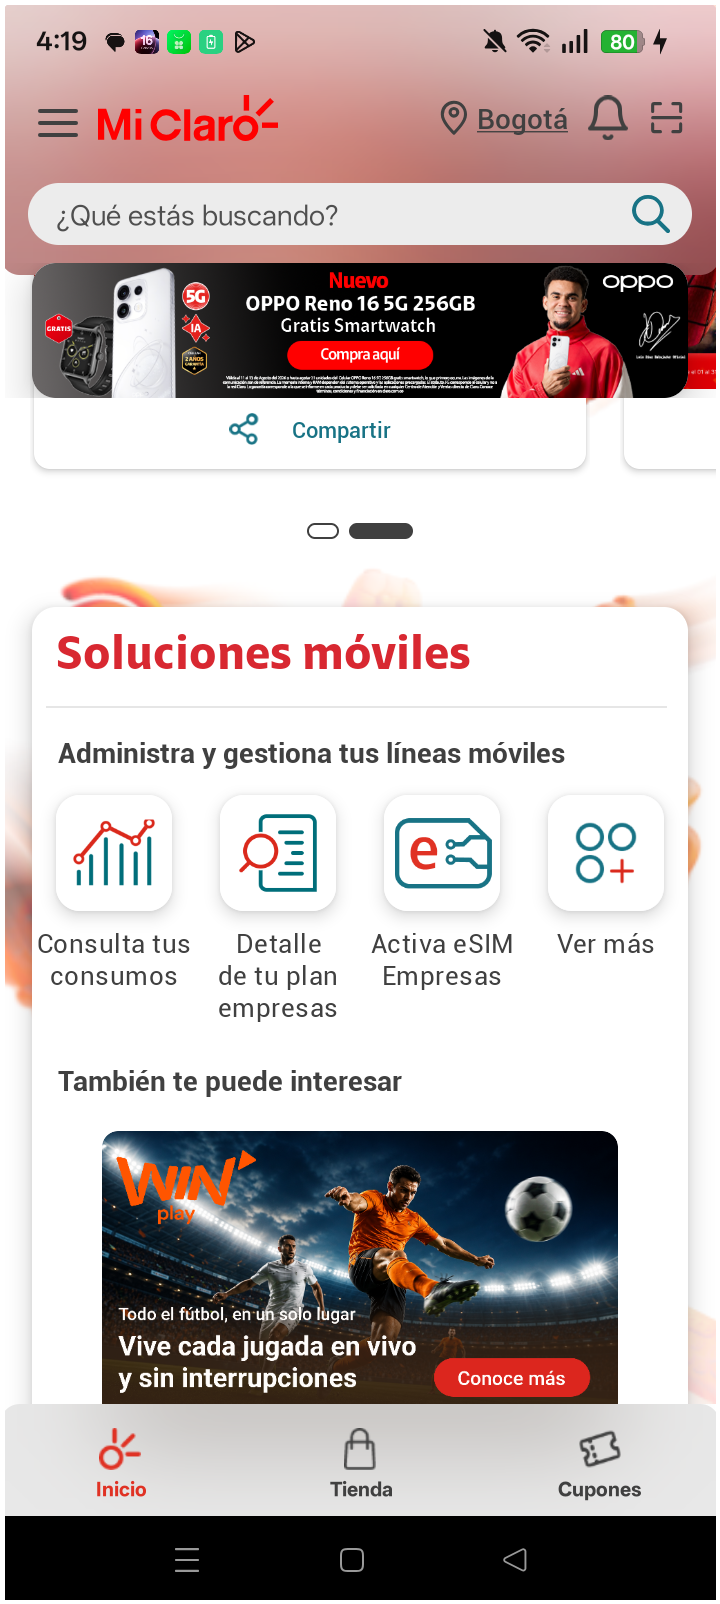 4:19
16
80
Mi Claro
Bogotá
¿Qué estás buscando?
Nuevo
OPPO Reno 16 5G 256GB
Gratis Smartwatch
Compra aquí
GRATIS
5G
IA
2 AÑOS
oppo
Compartir
Soluciones móviles
Administra y gestiona tus líneas móviles
Consulta tus
consumos
Detalle
de tu plan
empresas
e
Activa eSIM
Empresas
Ver más
También te puede interesar
WIN
play
Todo el fútbol, en un solo lugar
Vive cada jugada en vivo
y sin interrupciones
Conoce más
Inicio
Tienda
Cupones